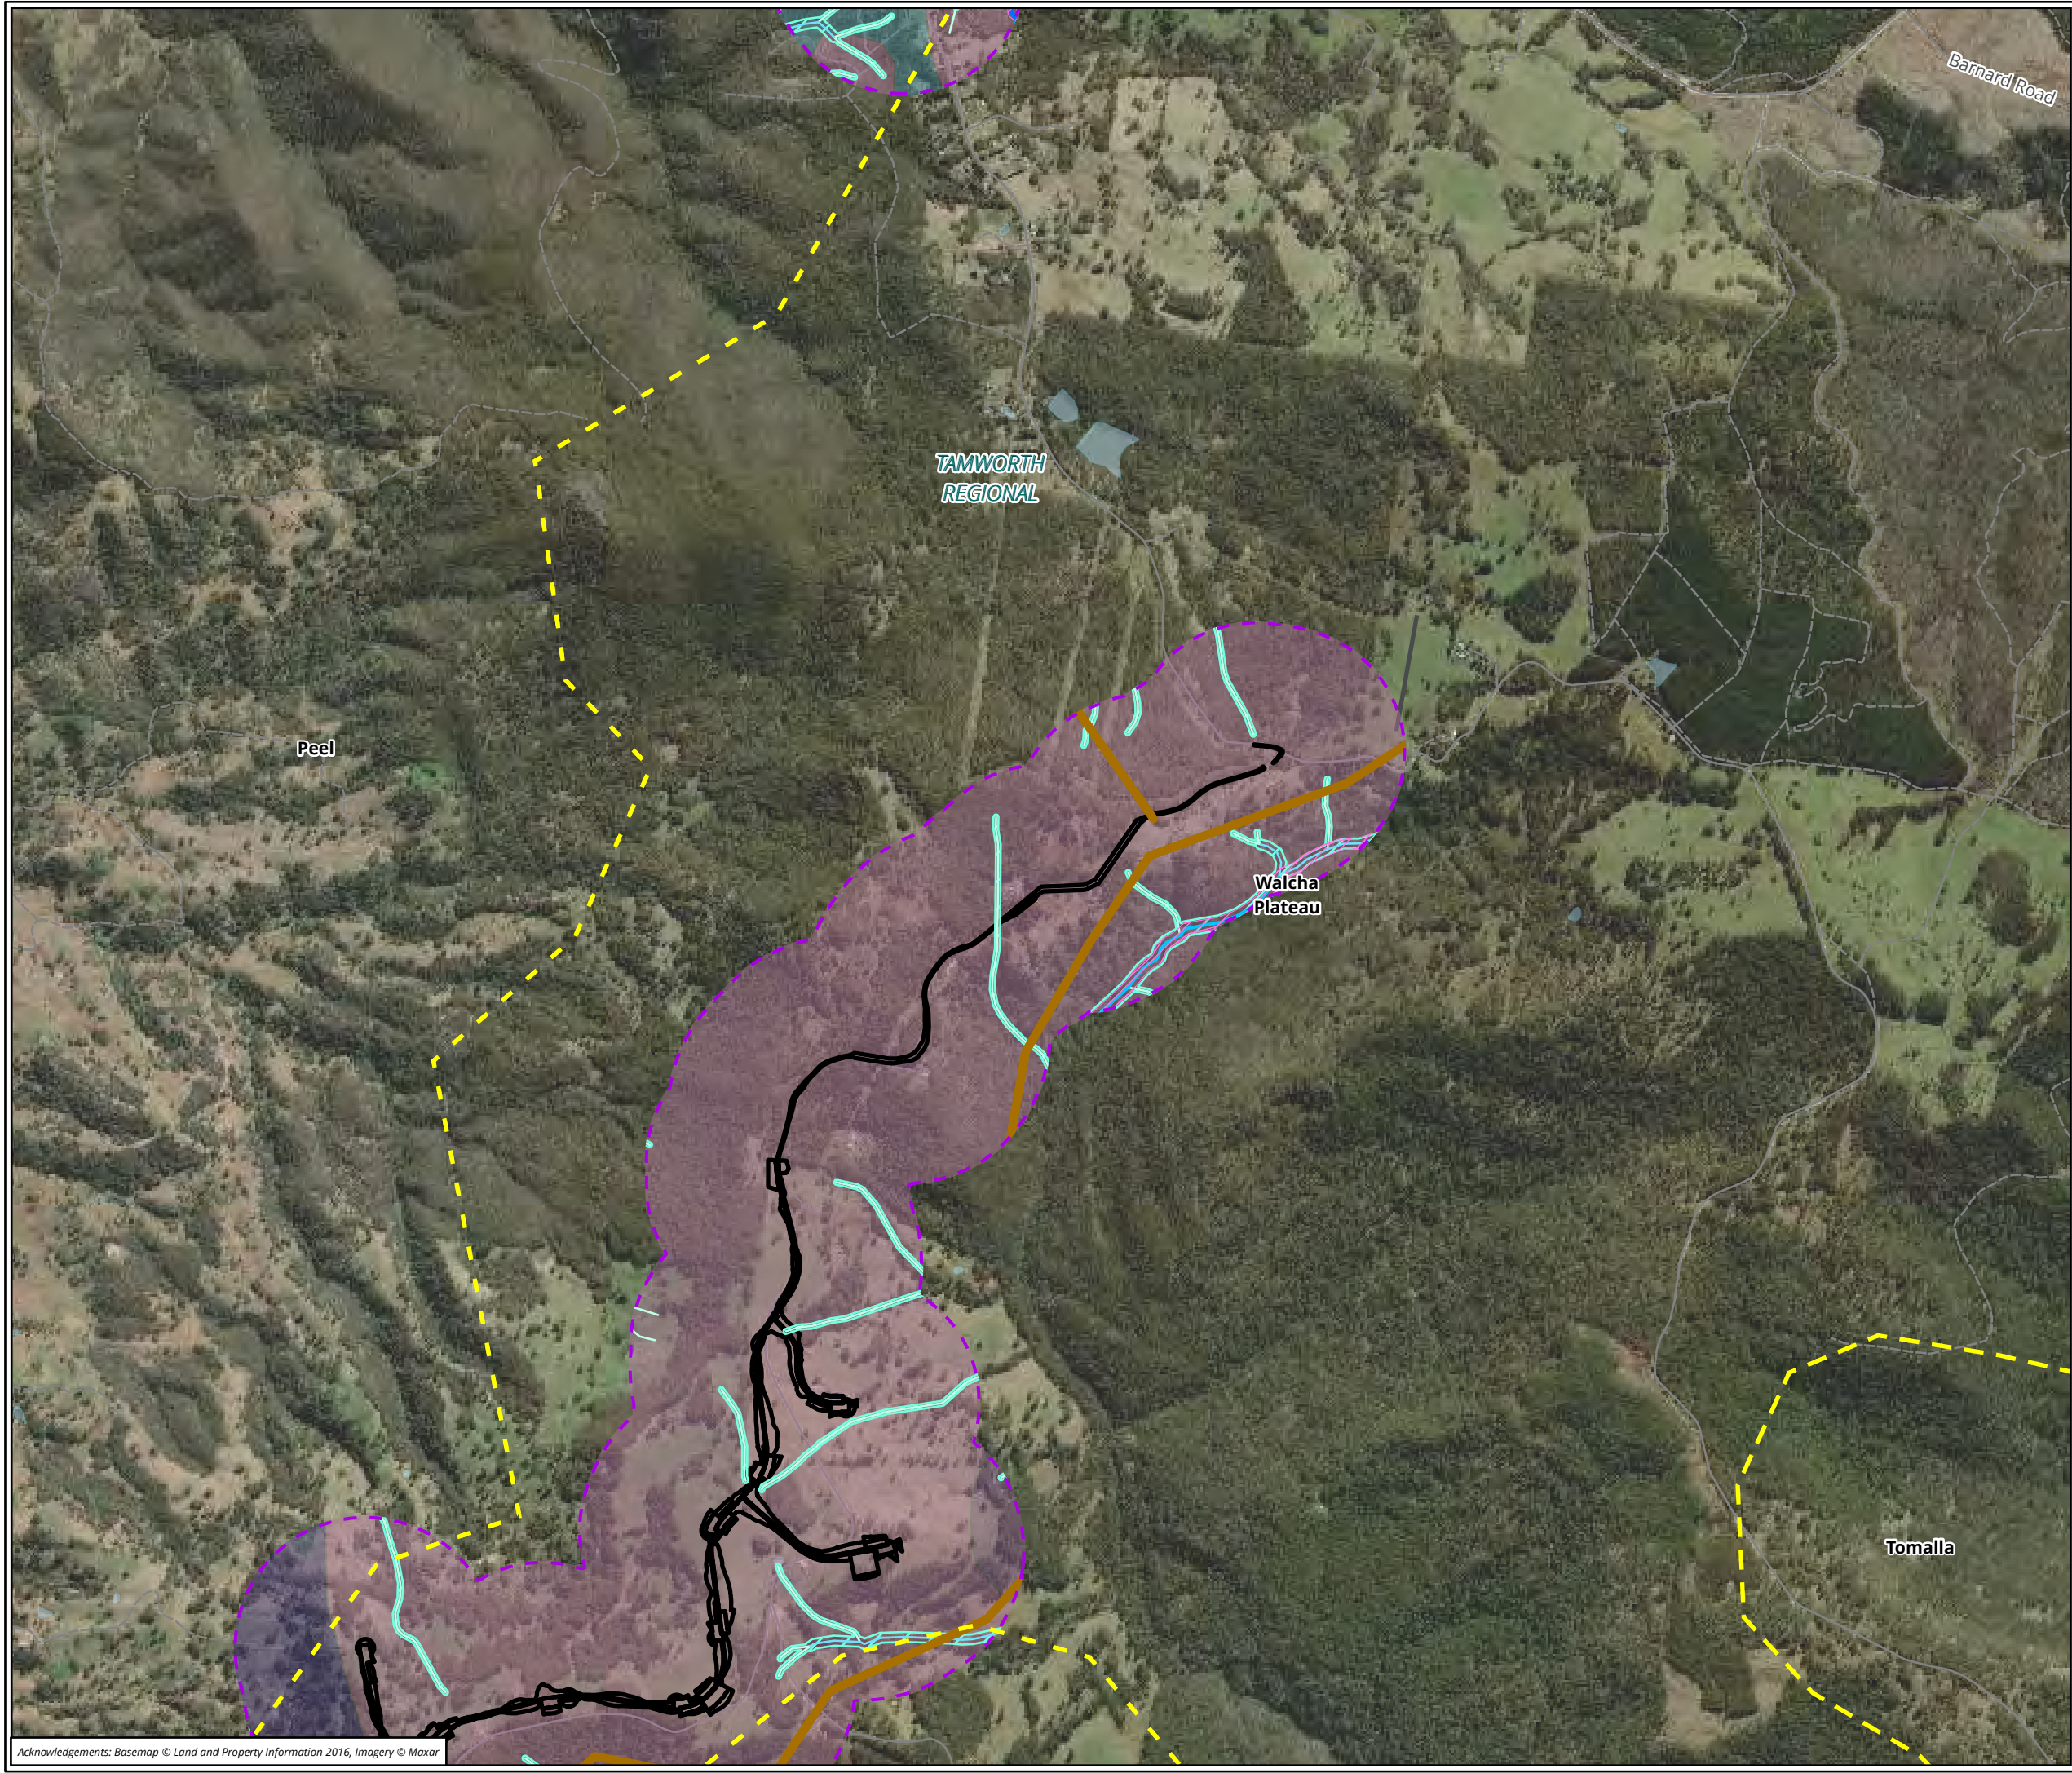 Barnard Road
TAMWORTH
REGIONAL
Peel
Walcha
Plateau
Tomalla
Acknowledgements: Basemap © Land and Property Information 2016, Imagery © Maxar